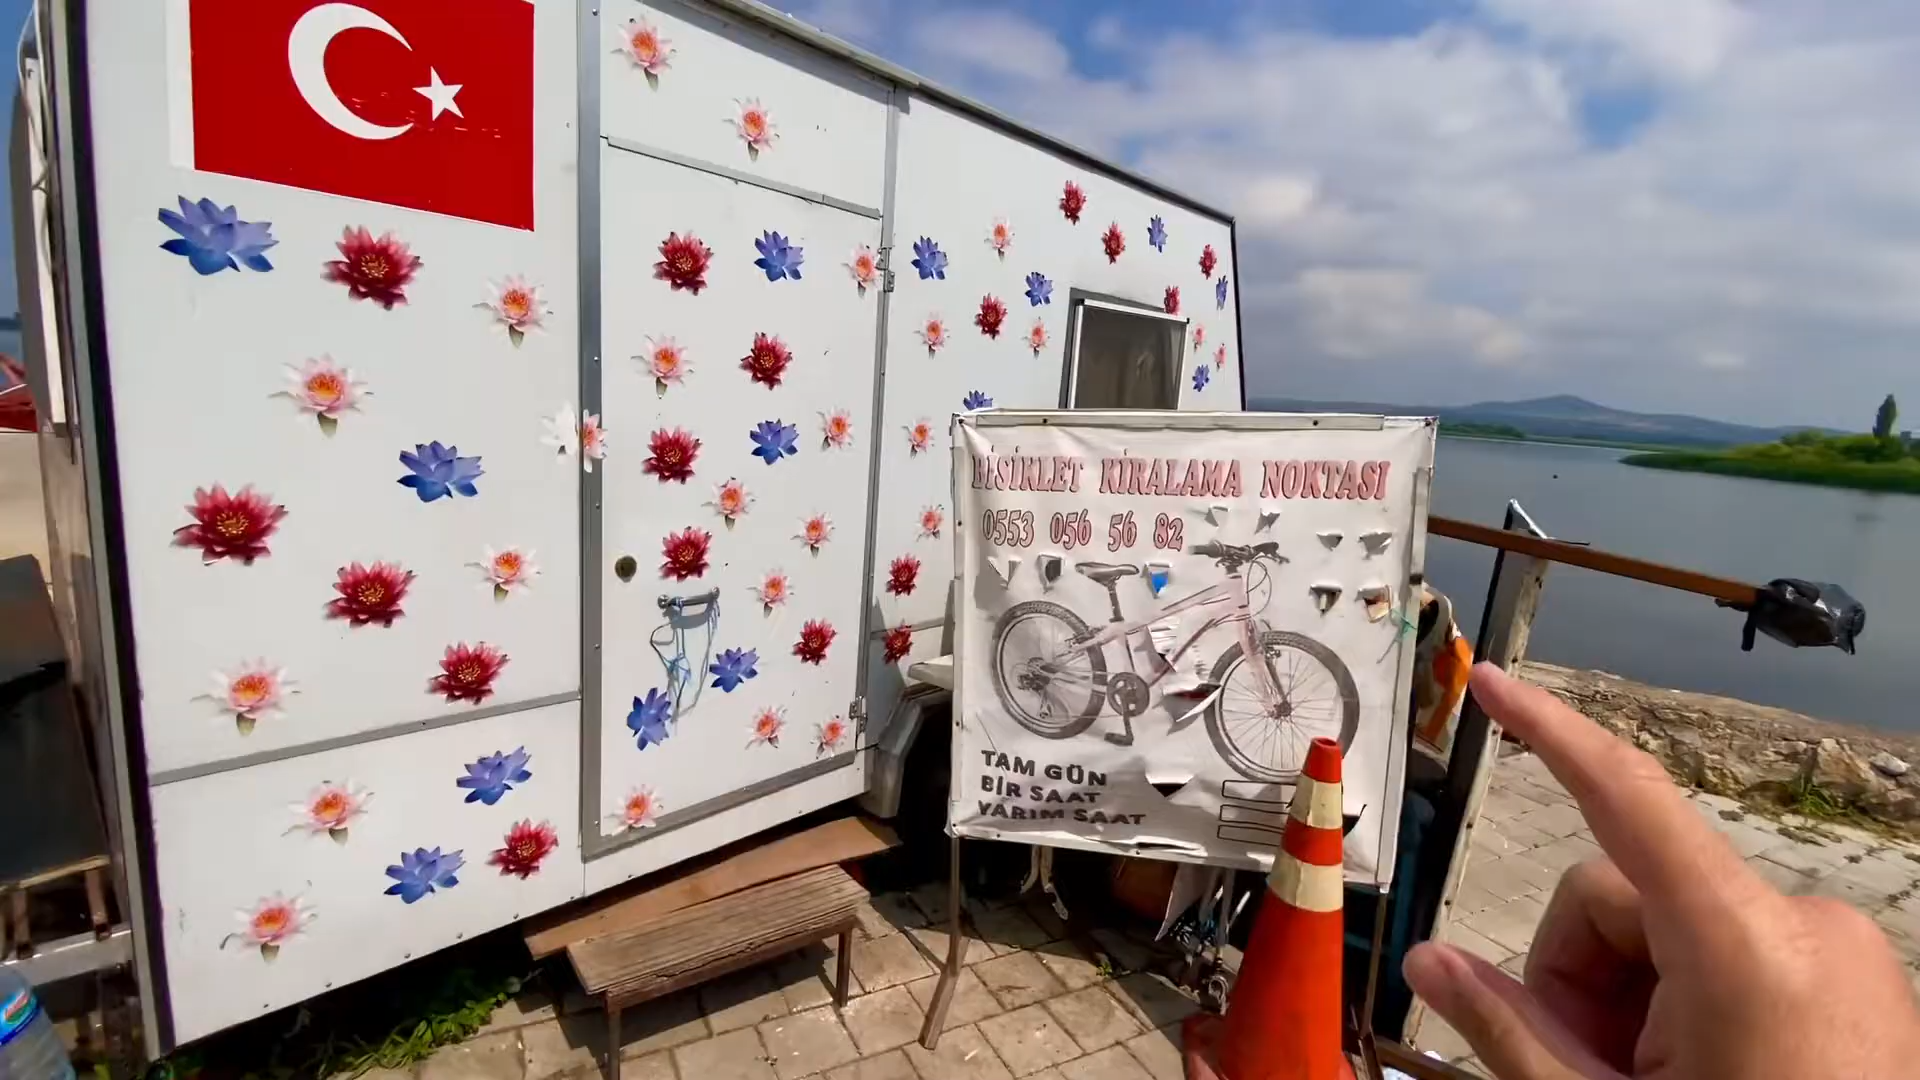 BİSİKLET KİRALAMA NOKTASI
0553 056 56 82
TAM GÜN
BİR SAAT
YARIM SAAT